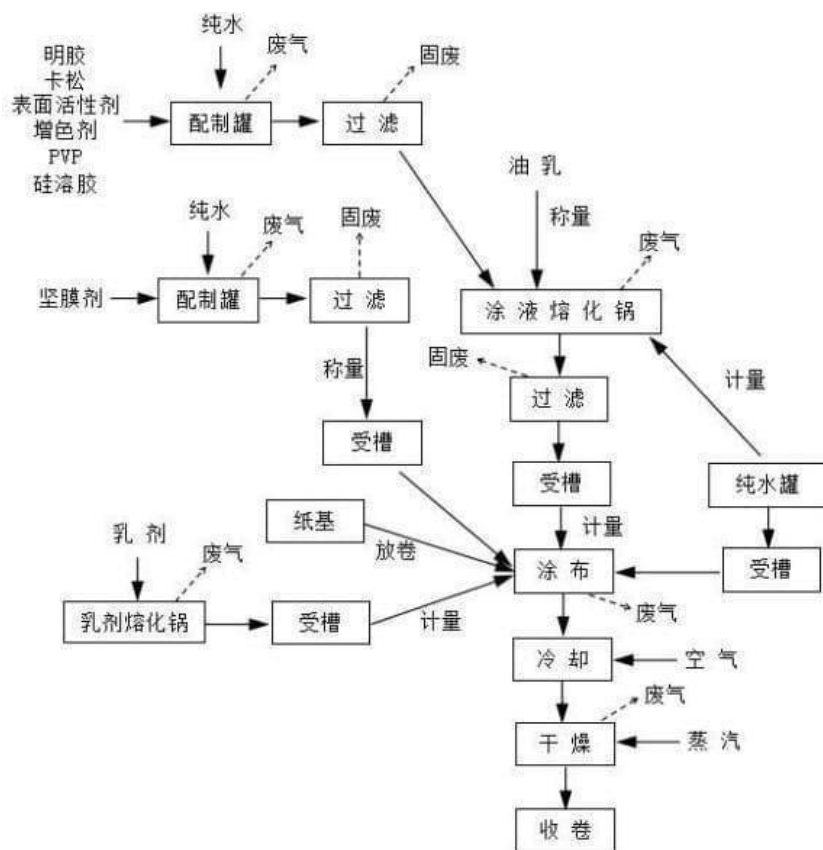 纯水
废气
固废
明胶
卡松
表面活性剂
增色剂
PVP
硅溶胶
配制罐
过 滤
油 乳
称量
纯水
废气
固废
废气
坚膜剂
配制罐
过 滤
涂 液 熔 化 锅
称量
固废
计量
过 滤
受槽
受槽
纯水罐
纸基
计量
乳 剂
废气
放卷
涂 布
受槽
乳剂熔化锅
受槽
计量
废气
冷 却
空 气
废气
干 燥
蒸 汽
收 卷